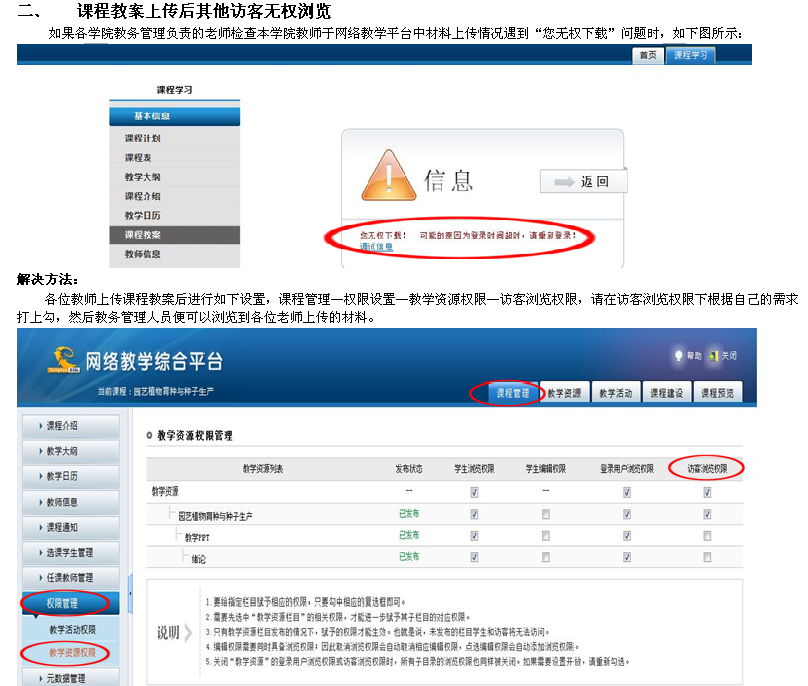 二、 课程教案上传后其他访客无权浏览
如果各学院教务管理负责的老师检查本学院教师于网络教学平台中材料上传情况遇到“您无权下载”问题时，如下图所示：
首页 课程学习
课程学习
基本信息
课程计划
课程表
教学大纲
课程介绍
教学日历
课程教案
教师信息
信息
返回
您无权下载！ 可能的原因为登录时间超时，请重新登录！
调试信息
解决方法：
各位教师上传课程教案后进行如下设置，课程管理—权限设置—教学资源权限—访客浏览权限，请在访客浏览权限下根据自己的需求
打上勾，然后教务管理人员便可以浏览到各位老师上传的材料。
网络教学综合平台
帮助 关闭
当前课程：园艺植物育种与种子生产
课程管理 教学资源 教学活动 课程建设 课程预览
课程介绍
教学大纲
教学日历
教师信息
课程通知
选课学生管理
任课教师管理
权限管理
教学活动权限
教学资源权限
元数据管理
教学资源权限管理
教学资源列表 发布状态 学生浏览权限 学生编辑权限 登录用户浏览权限 访客浏览权限
教学资源 -- --
园艺植物育种与种子生产 已发布
教学PPT 已发布
绪论 已发布
说明
1. 要给指定栏目赋予相应的权限，只要勾中相应的复选框即可。
2. 需要先选中“教学资源栏目”的相关权限，才能进一步赋予其子栏目的对应权限。
3. 只有教学资源栏目发布的情况下，赋予的权限才能生效。也就是说，未发布的栏目学生和访客将无法访问。
4. 编辑权限需要同时具备浏览权限；因此取消浏览权限会自动取消相应编辑权限，点选编辑权限会自动添加浏览权限。
5. 关闭“教学资源”的登录用户浏览权限或访客浏览权限时，所有子目录的浏览权限也同样被关闭。如果需要设置开放，请重新勾选。